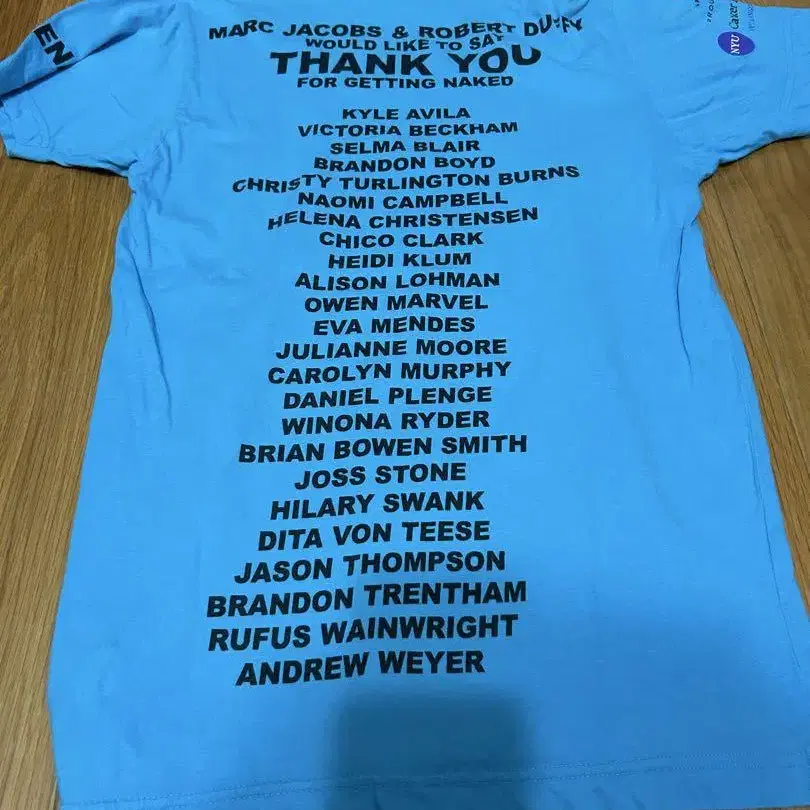 MARC JACOBS & ROBERT DUFFY
WOULD LIKE TO SAY
THANK YOU
FOR GETTING NAKED
KYLE AVILA
VICTORIA BECKHAM
SELMA BLAIR
BRANDON BOYD
CHRISTY TURLINGTON BURNS
NAOMI CAMPBELL
HELENA CHRISTENSEN
CHICO CLARK
HEIDI KLUM
ALISON LOHMAN
OWEN MARVEL
EVA MENDES
JULIANNE MOORE
CAROLYN MURPHY
DANIEL PLENGE
WINONA RYDER
BRIAN BOWEN SMITH
JOSS STONE
HILARY SWANK
DITA VON TEESE
JASON THOMPSON
BRANDON TRENTHAM
RUFUS WAINWRIGHT
ANDREW WEYER
EN
NYU